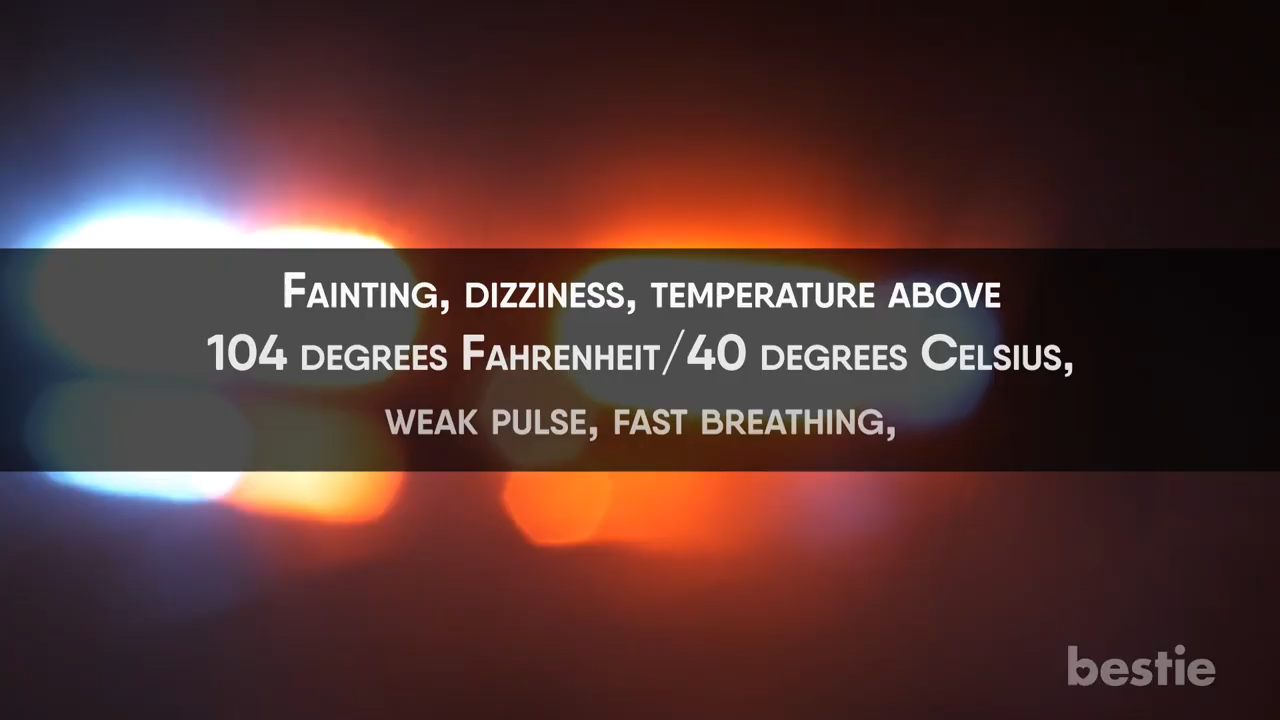 Fainting, dizziness, temperature above
104 degrees Fahrenheit/40 degrees Celsius,
weak pulse, fast breathing,
bestie